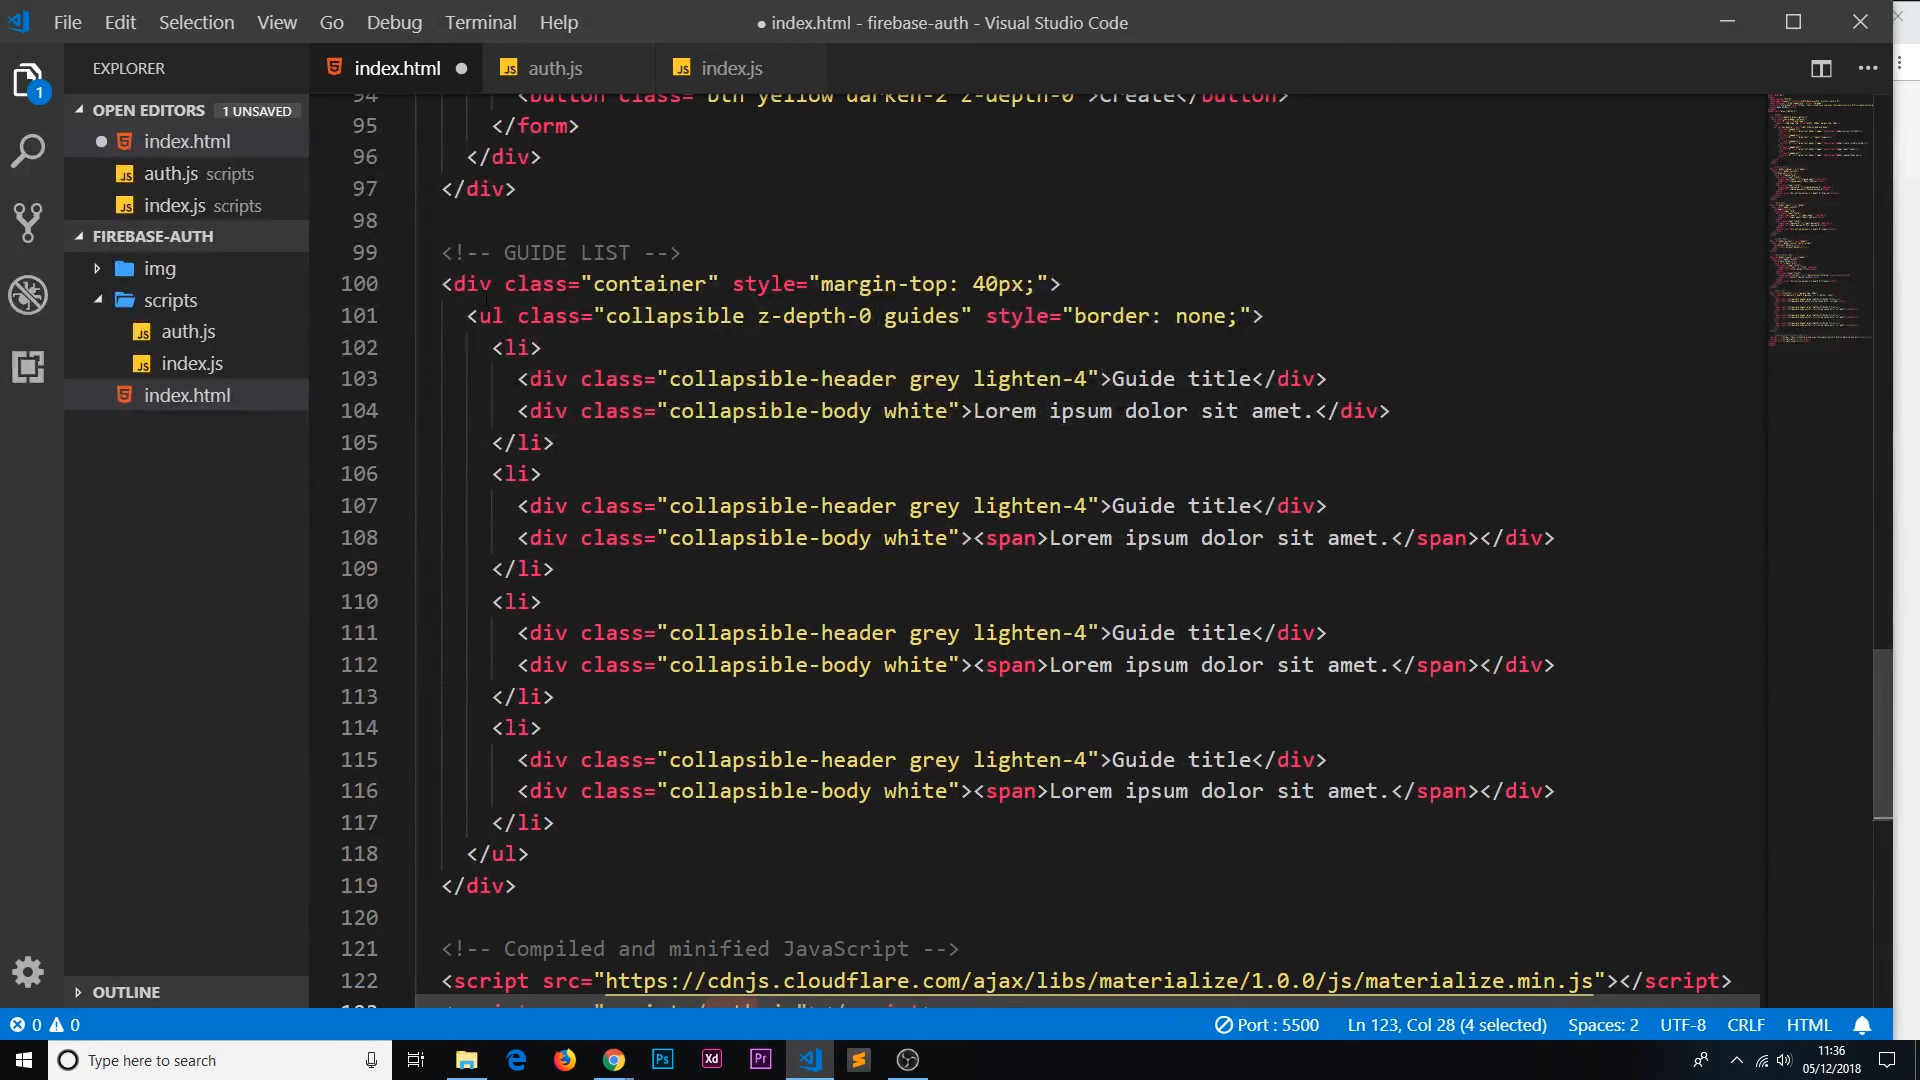 File Edit Selection View Go Debug Terminal Help
● index.html - firebase-auth - Visual Studio Code
EXPLORER
OPEN EDITORS 1 UNSAVED
index.html
auth.js scripts
index.js scripts
FIREBASE-AUTH
img
scripts
auth.js
index.js
index.html
OUTLINE
1
index.html auth.js index.js
94 <button class="btn yellow darken-2 z-depth-0">Create</button>
95 </form>
96 </div>
97 </div>
98
99 <!-- GUIDE LIST -->
100 <div class="container" style="margin-top: 40px;">
101 <ul class="collapsible z-depth-0 guides" style="border: none;">
102 <li>
103 <div class="collapsible-header grey lighten-4">Guide title</div>
104 <div class="collapsible-body white">Lorem ipsum dolor sit amet.</div>
105 </li>
106 <li>
107 <div class="collapsible-header grey lighten-4">Guide title</div>
108 <div class="collapsible-body white"><span>Lorem ipsum dolor sit amet.</span></div>
109 </li>
110 <li>
111 <div class="collapsible-header grey lighten-4">Guide title</div>
112 <div class="collapsible-body white"><span>Lorem ipsum dolor sit amet.</span></div>
113 </li>
114 <li>
115 <div class="collapsible-header grey lighten-4">Guide title</div>
116 <div class="collapsible-body white"><span>Lorem ipsum dolor sit amet.</span></div>
117 </li>
118 </ul>
119 </div>
120
121 <!-- Compiled and minified JavaScript -->
122 <script src="https://cdnjs.cloudflare.com/ajax/libs/materialize/1.0.0/js/materialize.min.js"></script>
0 0 Port : 5500 Ln 123, Col 28 (4 selected) Spaces: 2 UTF-8 CRLF HTML
Type here to search
Ps Xd Pr
11:36
05/12/2018